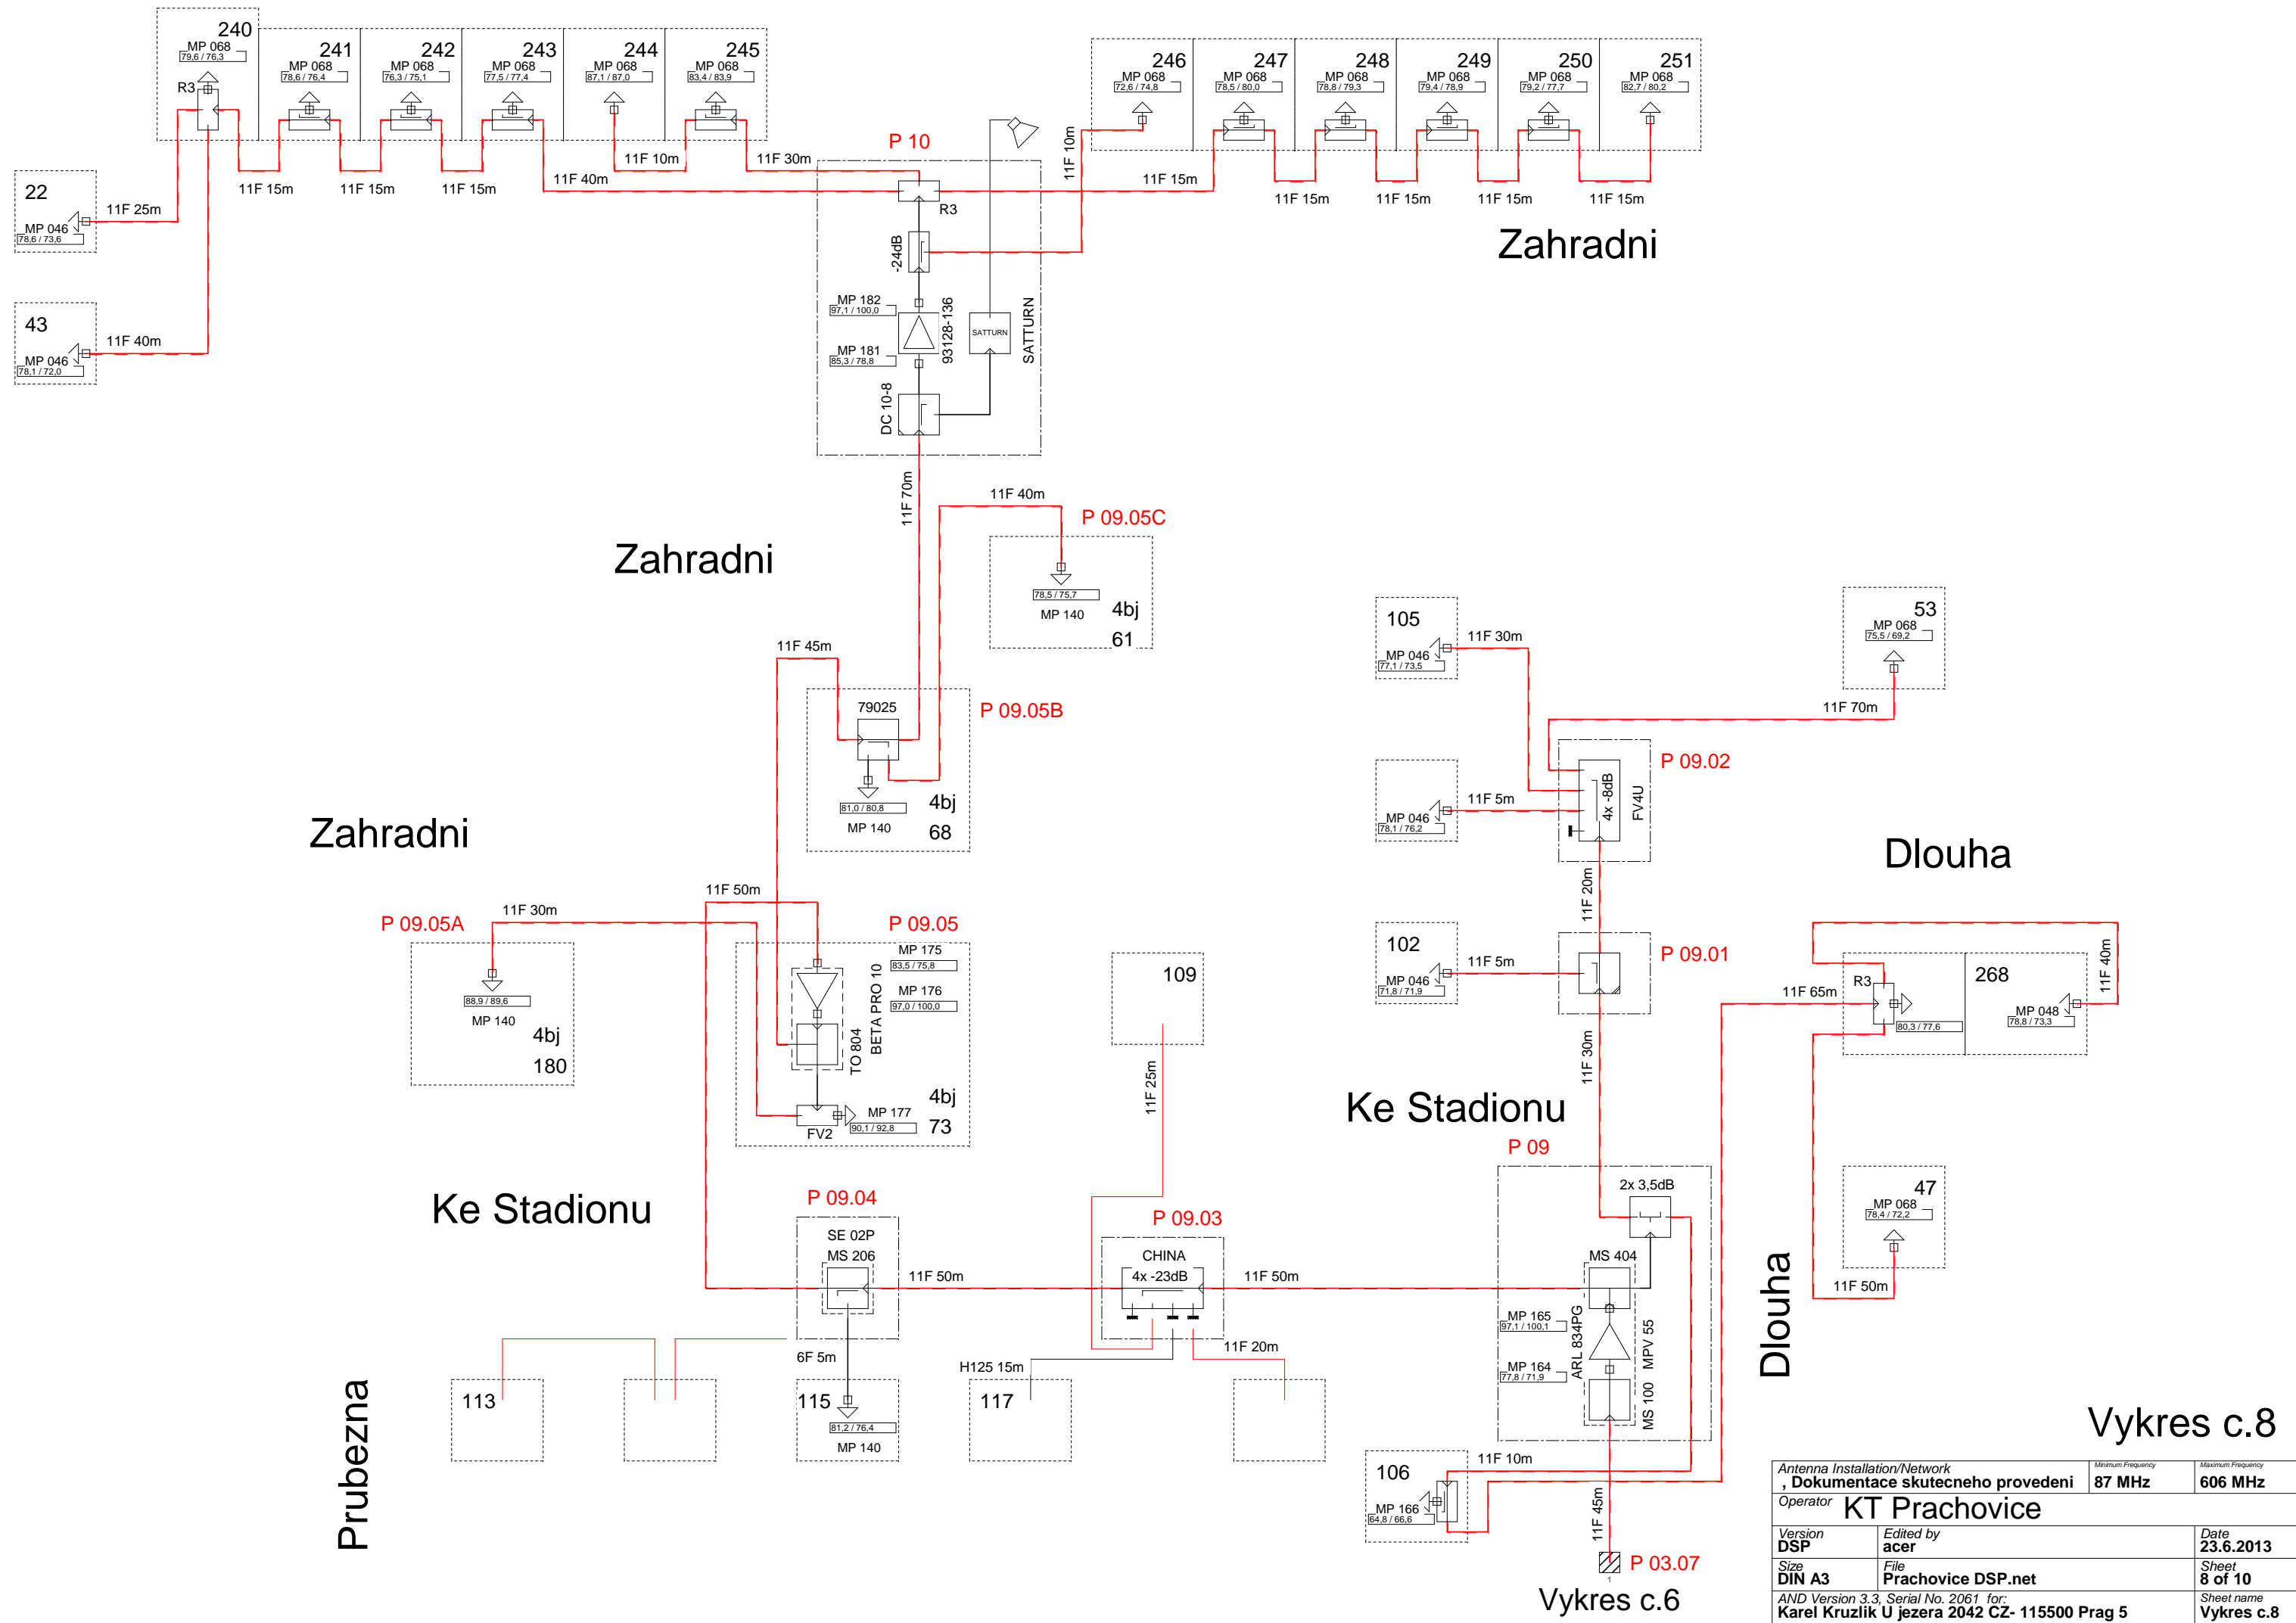 240
MP 068
79,6 / 76,3
R3
241
MP 068
78,6 / 76,4
242
MP 068
76,3 / 75,1
243
MP 068
77,5 / 77,4
244
MP 068
87,1 / 87,0
245
MP 068
83,4 / 83,9
246
MP 068
72,6 / 74,8
247
MP 068
78,5 / 80,0
248
MP 068
78,8 / 79,3
249
MP 068
79,4 / 78,9
250
MP 068
79,2 / 77,7
251
MP 068
82,7 / 80,2
11F 15m
11F 15m
11F 15m
11F 40m
11F 10m
11F 30m
P 10
11F 10m
11F 15m
11F 15m
11F 15m
11F 15m
11F 15m
22
MP 046
78,6 / 73,6
11F 25m
43
MP 046
78,1 / 72,0
11F 40m
R3
-24dB
MP 182
97,1 / 100,0
MP 181
85,3 / 78,8
93128-136
SATTURN
SATTURN
DC 10-8
Zahradni
11F 70m
11F 40m
P 09.05C
78,5 / 75,7
MP 140
4bj
61
Zahradni
11F 45m
79025
P 09.05B
81,0 / 80,8
MP 140
4bj
68
105
MP 046
77,1 / 73,5
11F 30m
53
MP 068
75,5 / 69,2
11F 70m
MP 046
78,1 / 76,2
11F 5m
4x -8dB
FV4U
P 09.02
Zahradni
Dlouha
11F 20m
P 09.05A
11F 30m
11F 50m
P 09.05
88,9 / 89,6
MP 140
4bj
180
MP 175
83,5 / 75,8
MP 176
97,0 / 100,0
BETA PRO 10
TO 804
4bj
73
MP 177
90,1 / 92,8
FV2
109
11F 25m
102
MP 046
71,8 / 71,9
11F 5m
P 09.01
11F 30m
11F 65m
R3
80,3 / 77,6
268
MP 048
78,8 / 73,3
11F 40m
Ke Stadionu
P 09
2x 3,5dB
MS 404
MP 165
97,1 / 100,1
MP 164
77,8 / 71,9
ARL 834PG
MPV 55
MS 100
47
MP 068
78,4 / 72,2
11F 50m
Dlouha
Ke Stadionu
P 09.04
SE 02P
MS 206
11F 50m
P 09.03
CHINA
4x -23dB
11F 50m
6F 5m
H125 15m
11F 20m
Prubezna
113
115
81,2 / 76,4
MP 140
117
106
MP 166
64,8 / 66,6
11F 10m
11F 45m
P 03.07
1
Vykres c.6
Vykres c.8
Antenna Installation/Network
, Dokumentace skutecneho provedeni
Minimum Frequency
87 MHz
Maximum Frequency
606 MHz
Operator KT Prachovice
Version
DSP
Edited by
acer
Date
23.6.2013
Size
DIN A3
File
Prachovice DSP.net
Sheet
8 of 10
AND Version 3.3, Serial No. 2061 for:
Karel Kruzlik U jezera 2042 CZ- 115500 Prag 5
Sheet name
Vykres c.8